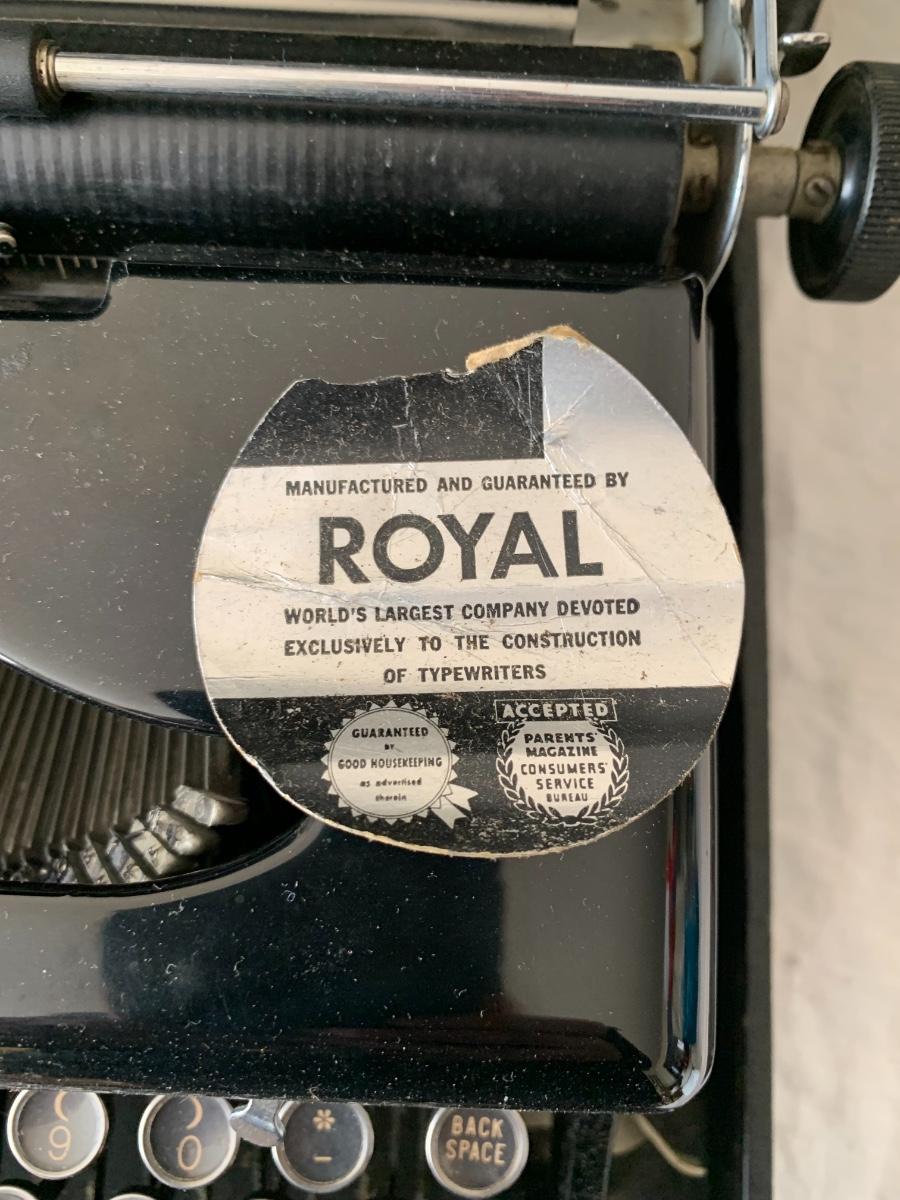 MANUFACTURED AND GUARANTEED BY
ROYAL
WORLD'S LARGEST COMPANY DEVOTED
EXCLUSIVELY TO THE CONSTRUCTION
OF TYPEWRITERS
GUARANTEED
BY
GOOD HOUSEKEEPING
as advertised
therein
ACCEPTED
PARENTS'
MAGAZINE
CONSUMERS'
SERVICE
BUREAU
( 
9
)
0
*
-
BACK
SPACE